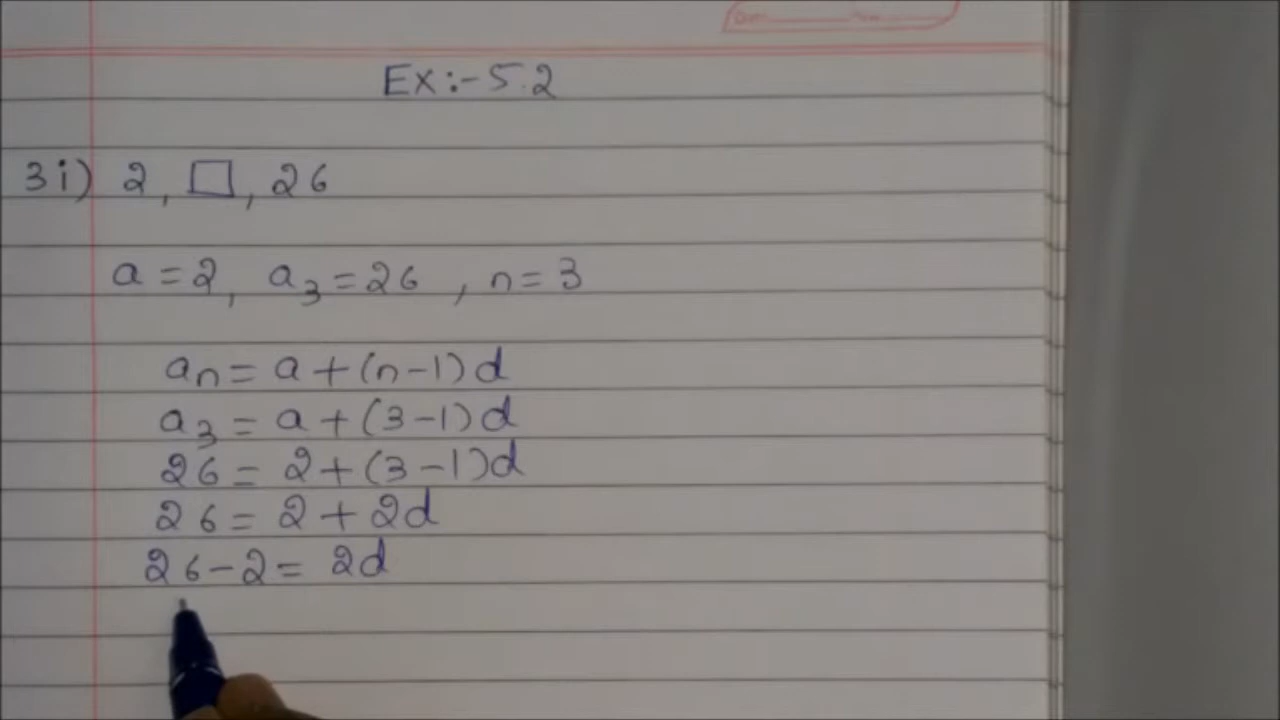 Ex:- 5.2
3i) 2, □, 26
a = 2, a₃ = 26, n = 3
aₙ = a + (n-1)d
a₃ = a + (3-1)d
26 = 2 + (3-1)d
26 = 2 + 2d
26-2 = 2d